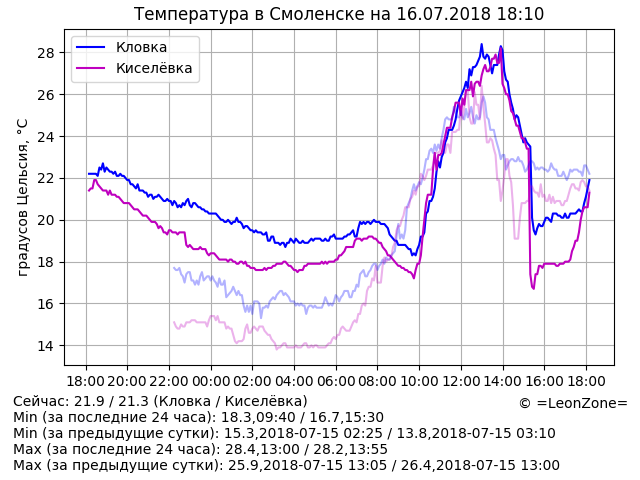 Температура в Смоленске на 16.07.2018 18:10
Кловка
Киселёвка
градусов Цельсия, °C
28
26
24
22
20
18
16
14
18:00 20:00 22:00 00:00 02:00 04:00 06:00 08:00 10:00 12:00 14:00 16:00 18:00
Сейчас: 21.9 / 21.3 (Кловка / Киселёвка)
© =LeonZone=
Min (за последние 24 часа): 18.3,09:40 / 16.7,15:30
Min (за предыдущие сутки): 15.3,2018-07-15 02:25 / 13.8,2018-07-15 03:10
Max (за последние 24 часа): 28.4,13:00 / 28.2,13:55
Max (за предыдущие сутки): 25.9,2018-07-15 13:05 / 26.4,2018-07-15 13:00